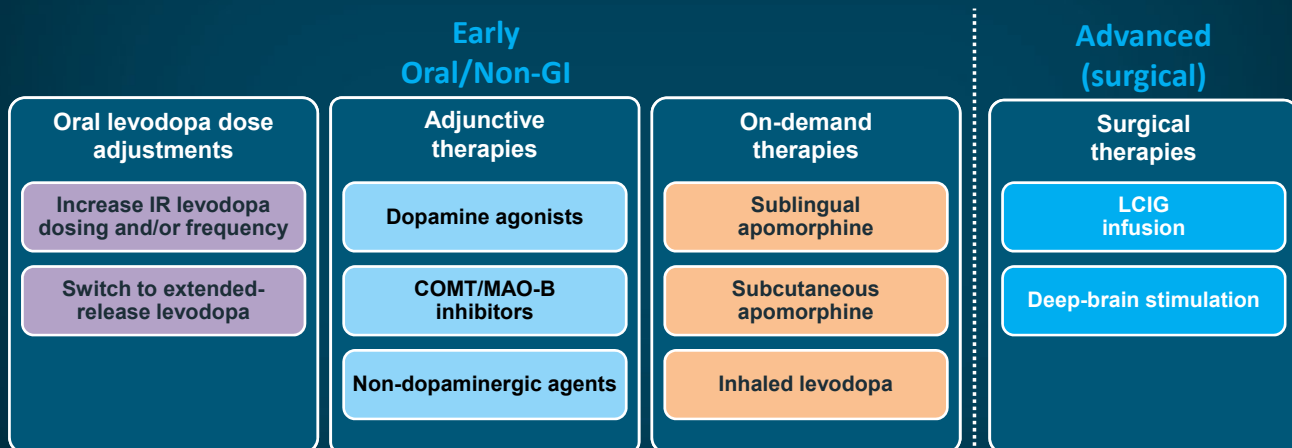 Early
Oral/Non-GI
Advanced
(surgical)
Oral levodopa dose
adjustments
Increase IR levodopa
dosing and/or frequency
Switch to extended-
release levodopa
Adjunctive
therapies
Dopamine agonists
COMT/MAO-B
inhibitors
Non-dopaminergic agents
On-demand
therapies
Sublingual
apomorphine
Subcutaneous
apomorphine
Inhaled levodopa
Surgical
therapies
LCIG
infusion
Deep-brain stimulation